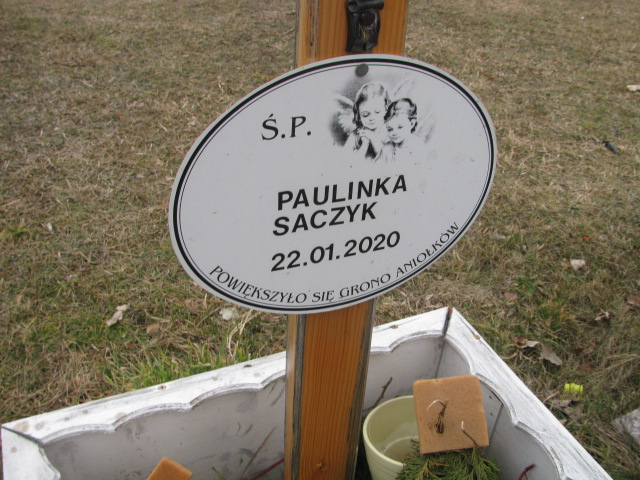 Ś.P.
PAULINKA
SACZYK
22.01.2020
POWIĘKSZYŁO SIĘ GRONO ANIOŁKÓW